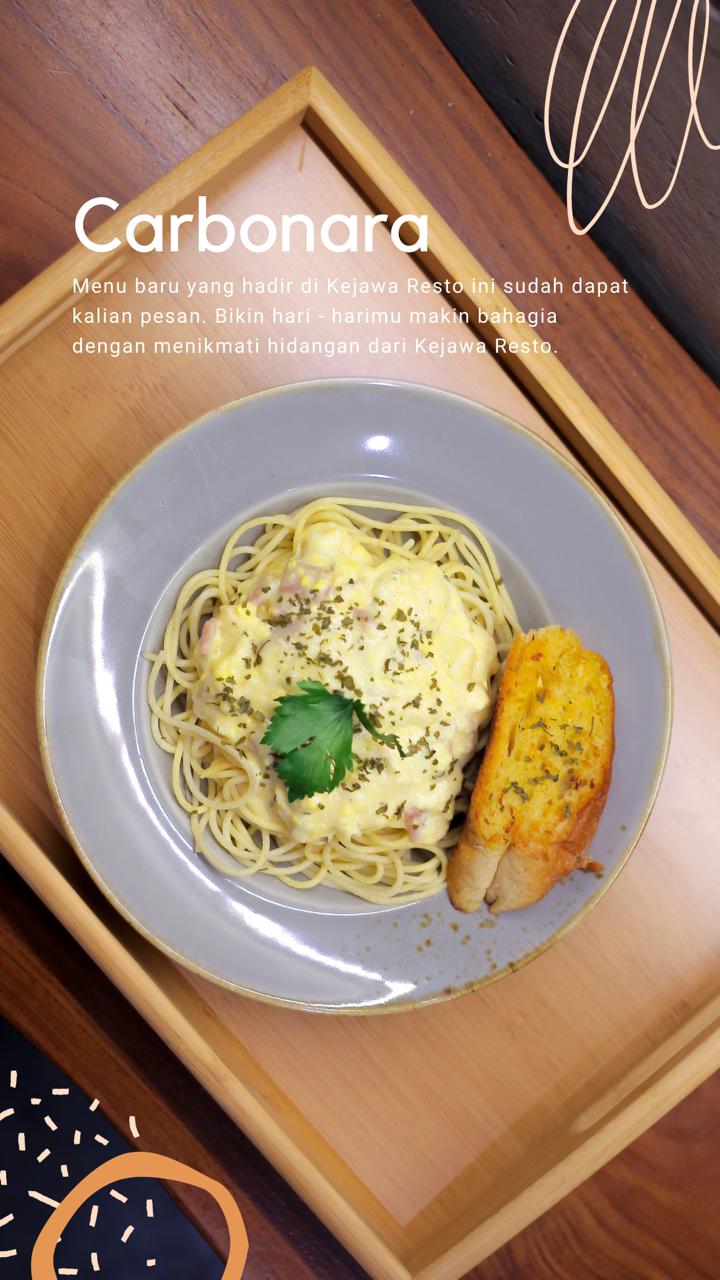 Carbonara
Menu baru yang hadir di Kejawa Resto ini sudah dapat
kalian pesan. Bikin hari - harimu makin bahagia
dengan menikmati hidangan dari Kejawa Resto.